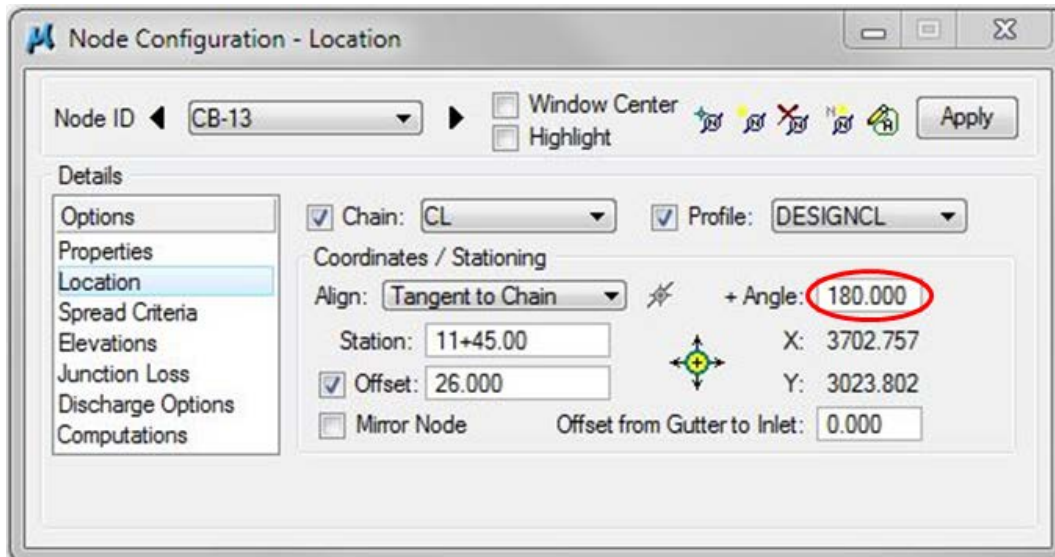 Node Configuration - Location
Node ID CB-13 Window Center Apply
Highlight
Details
Options
Properties
Location
Spread Criteria
Elevations
Junction Loss
Discharge Options
Computations
Chain: CL Profile: DESIGNCL
Coordinates / Stationing
Align: Tangent to Chain + Angle: 180.000
Station: 11+45.00 X: 3702.757
Offset: 26.000 Y: 3023.802
Mirror Node Offset from Gutter to Inlet: 0.000